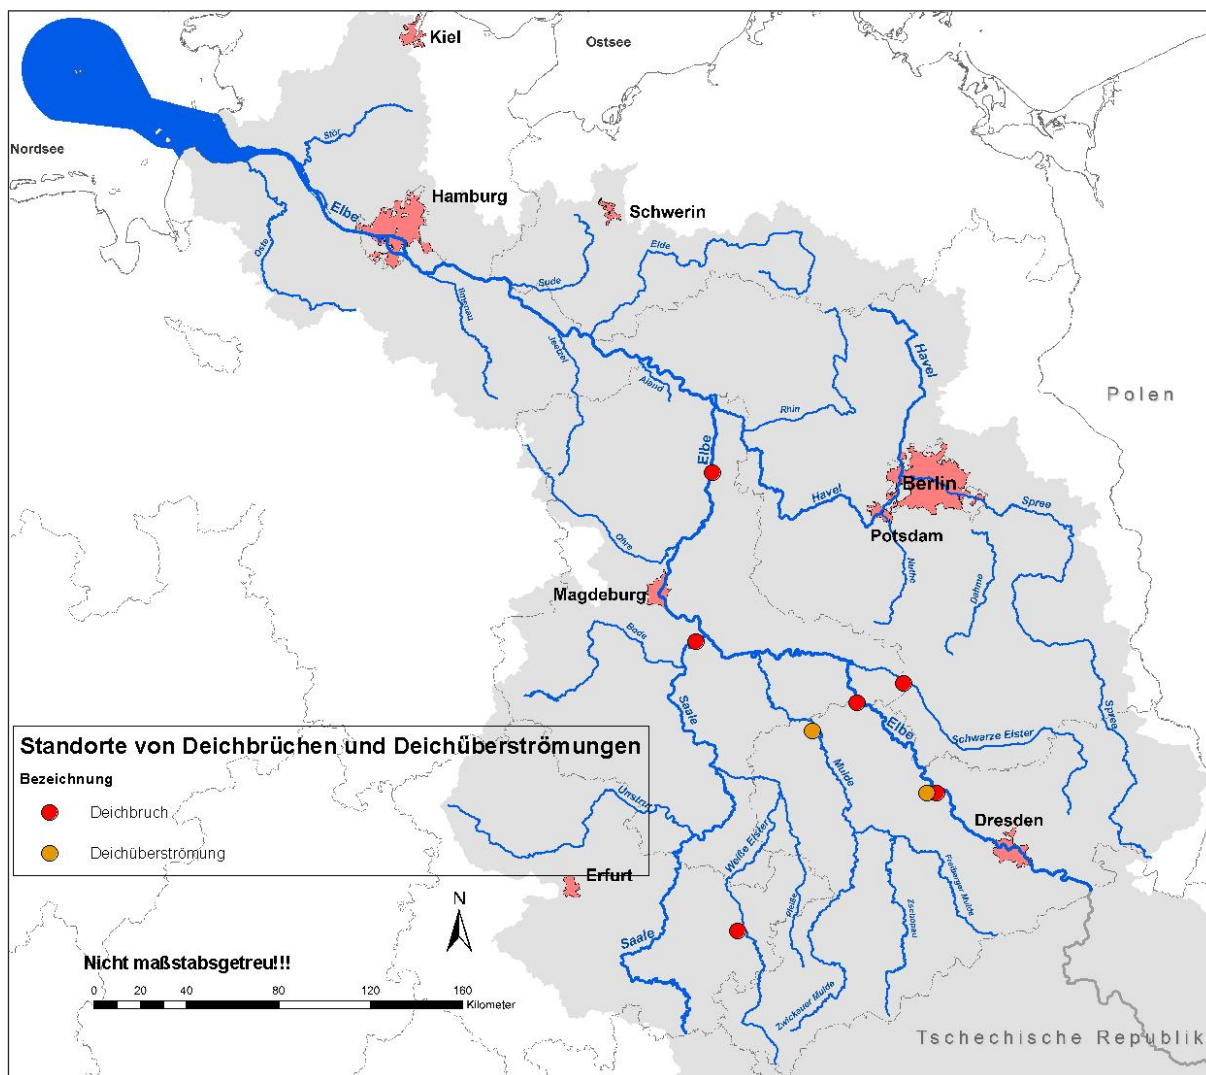 Kiel
Ostsee
Nordsee
Stör
Hamburg
Elbe
Schwerin
Oste
Elde
Sude
Ilmenau
Jeetzel
Aland
Havel
Rhin
Polen
Elbe
Berlin
Havel
Spree
Potsdam
Ohre
Nuthe
Dahme
Magdeburg
Bode
Saale
Elbe
Spree
Schwarze Elster
Mulde
Standorte von Deichbrüchen und Deichüberströmungen
Bezeichnung
Deichbruch
Deichüberströmung
Unstrut
Dresden
Weiße Elster
Erfurt
Pleiße
Zschopau
Freiberger Mulde
N
Saale
Zwickauer Mulde
Nicht maßstabsgetreu!!!
0 20 40 80 120 160
Kilometer
Tschechische Republik